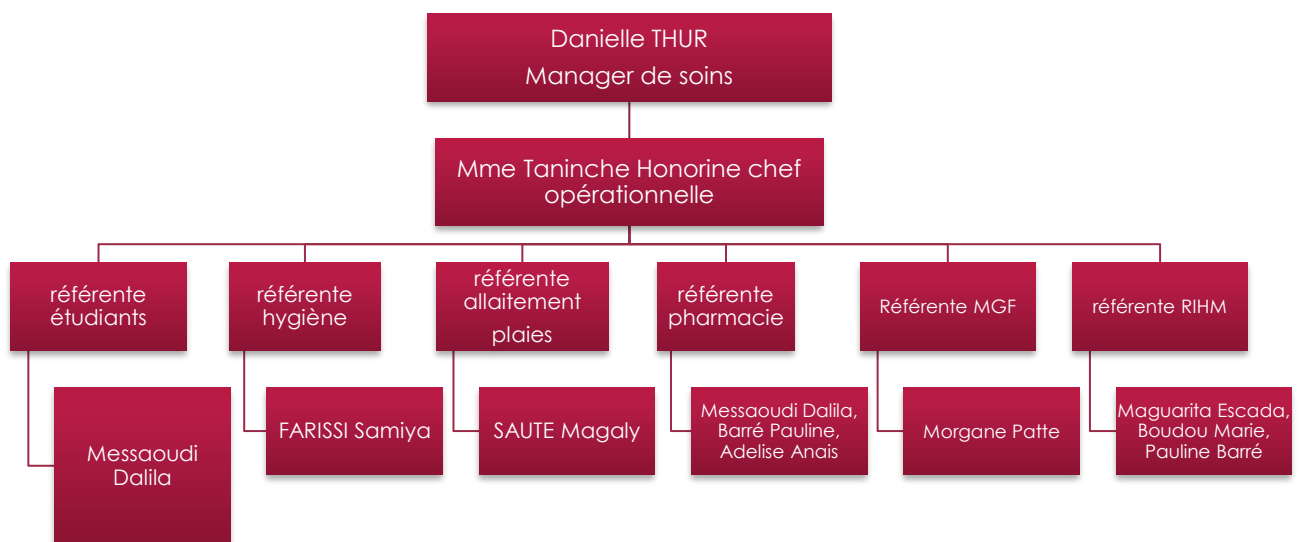 Danielle THUR
Manager de soins
Mme Taninche Honorine chef
opérationnelle
référente
étudiants
référente
hygiène
référente
allaitement
plaies
référente
pharmacie
Référente MGF
référente RIHM
Messaoudi
Dalila
FARISSI Samiya
SAUTE Magaly
Messaoudi Dalila,
Barré Pauline,
Adelise Anais
Morgane Patte
Maguarita Escada,
Boudou Marie,
Pauline Barré